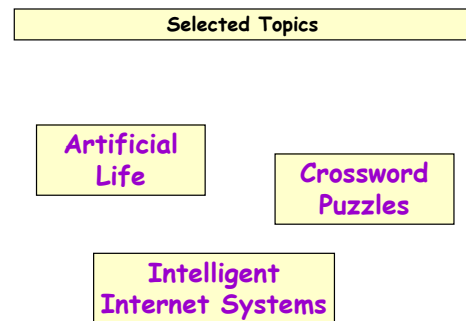 Selected Topics
Artificial
Life
Crossword
Puzzles
Intelligent
Internet Systems